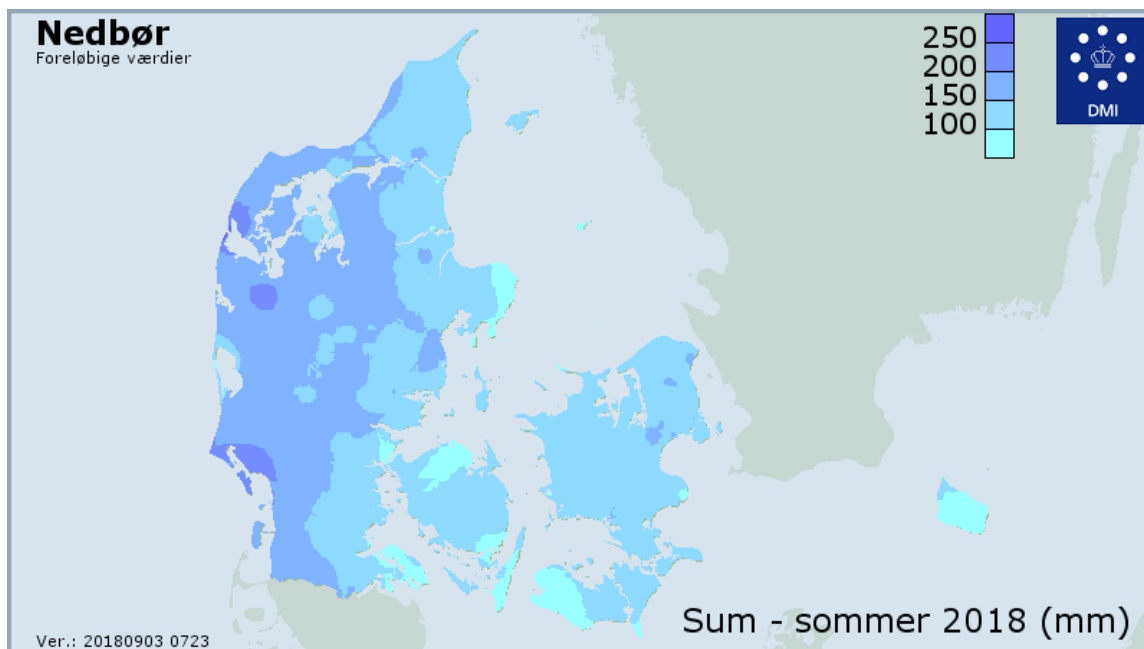 Nedbør
Foreløbige værdier
250
200
150
100
DMI
Sum - sommer 2018 (mm)
Ver.: 20180903 0723